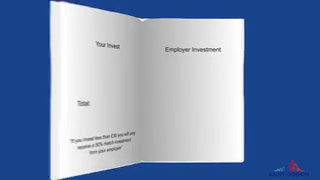 Your Invest
Employer Investment
Total:
"If you invest less than £30 you will only
receive a 50% match investment
form your employer"